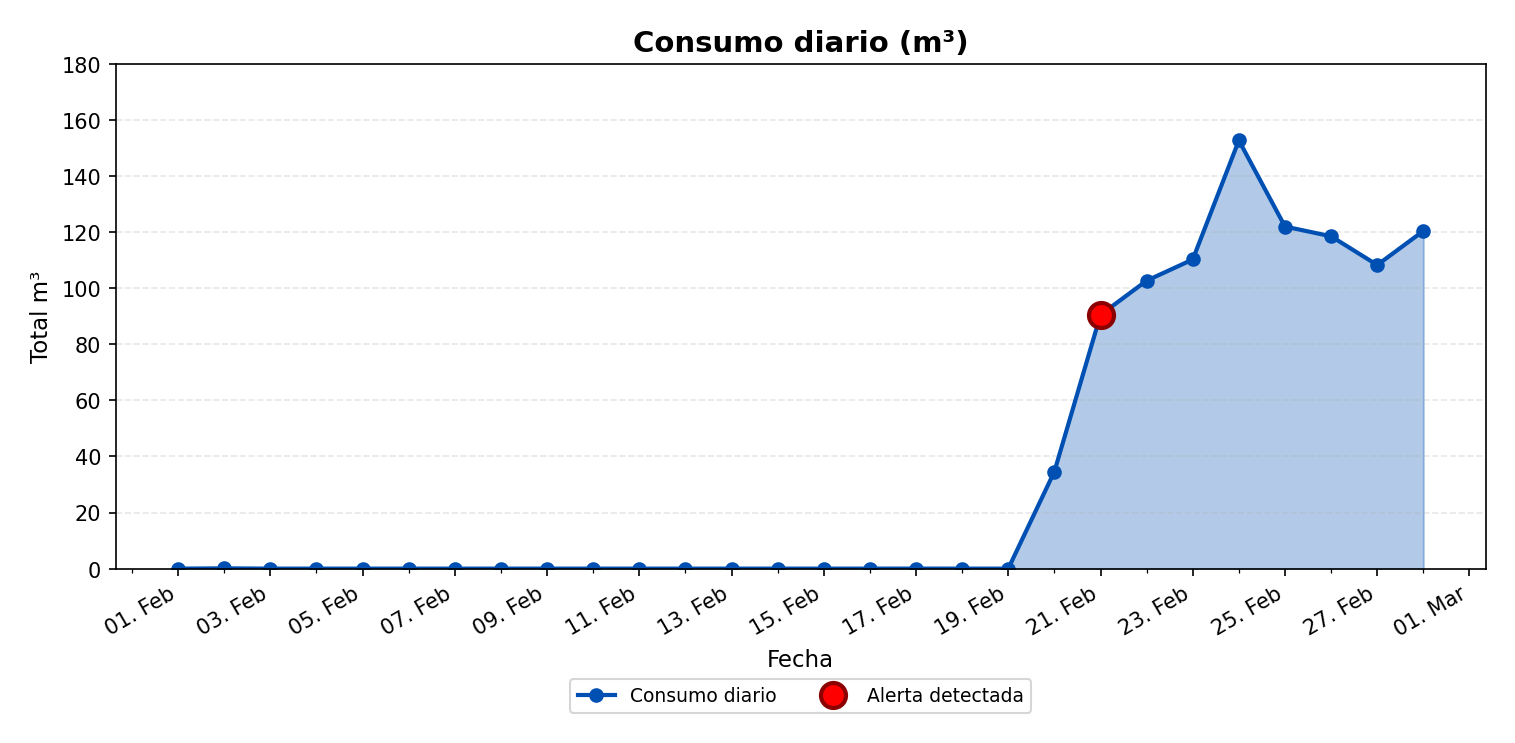 Consumo diario (m³)
180
160
140
120
100
80
60
40
20
0
Total m³
01. Feb
03. Feb
05. Feb
07. Feb
09. Feb
11. Feb
13. Feb
15. Feb
17. Feb
19. Feb
21. Feb
23. Feb
25. Feb
27. Feb
01. Mar
Fecha
Consumo diario
Alerta detectada